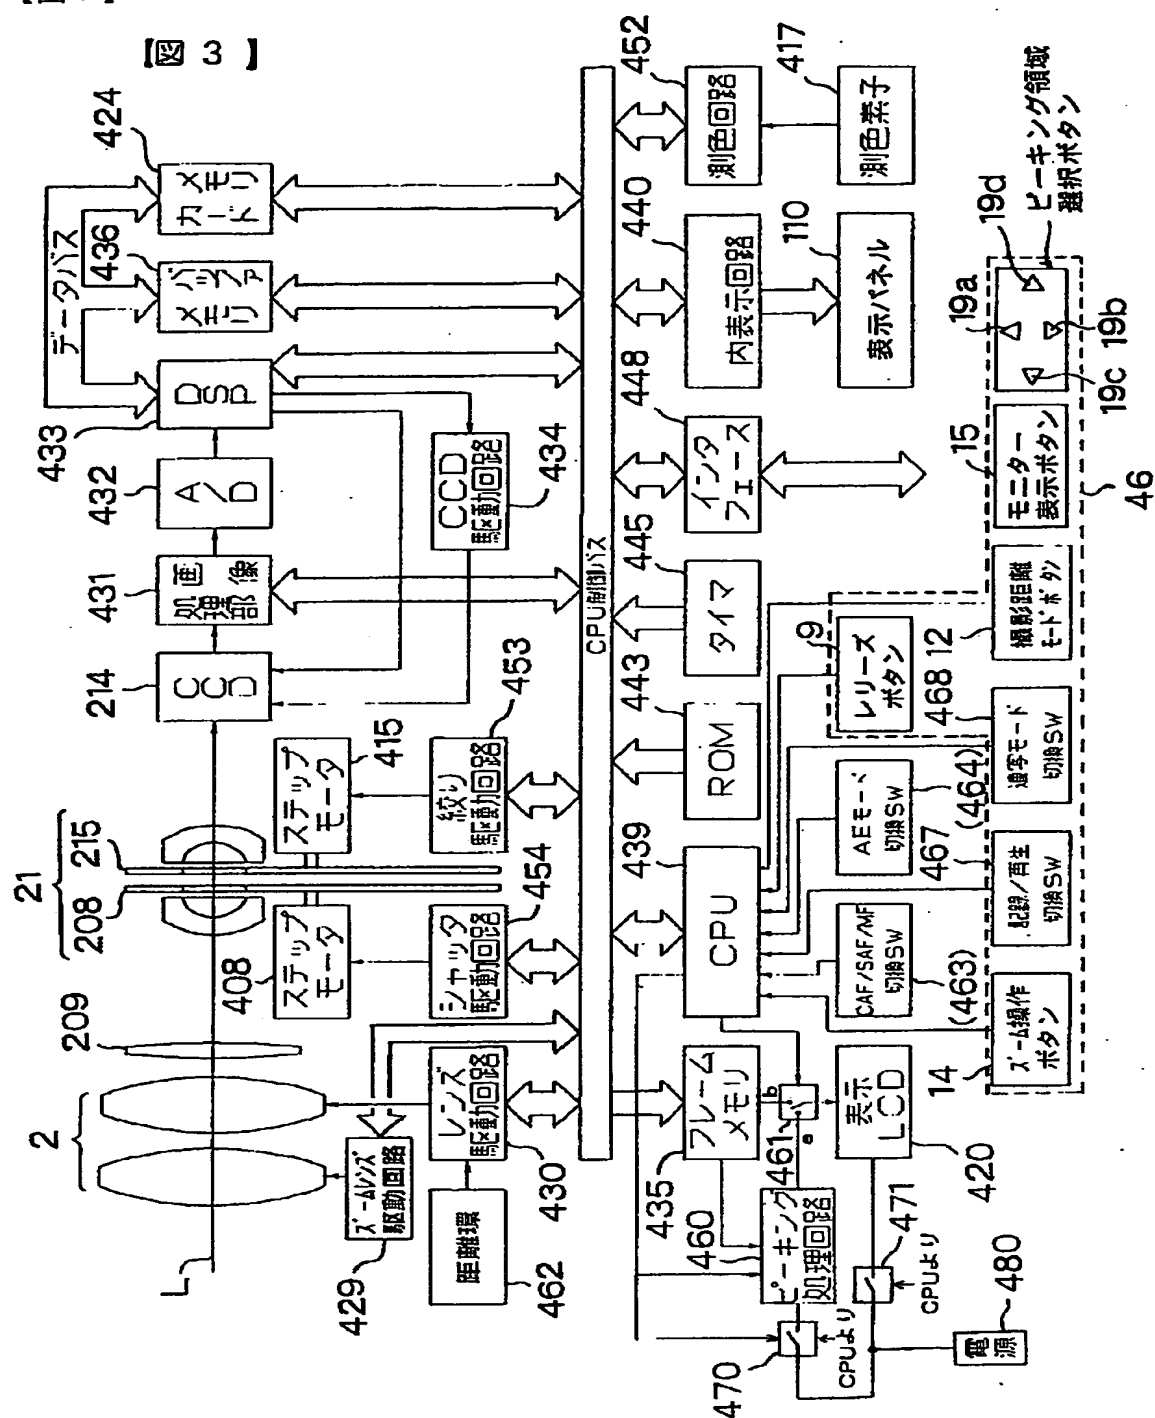 【図 3 】
424
メモリ
カード
データバス
436
バッファ
メモリ
433
DSP
432
A/D
431
画像
処理部
214
CCD
CCD
駆動回路
434
21
215
208
ステップ
モータ
415
絞り
駆動回路
453
408
ステップ
モータ
シャッタ
駆動回路
454
209
2
L
レンズ
駆動回路
430
ズームレンズ
駆動回路
429
距離環
462
CPU制御バス
452
測色回路
417
測色素子
440
内表示回路
110
表示パネル
448
インタ
フェース
445
タイマ
443
ROM
439
CPU
435
フレーム
メモリ
461
a
b
表示
LCD
420
460
ピーキング
処理回路
470
CPUより
471
CPUより
電源
480
9
レリーズ
ボタン
AEモード
切換SW
(464)
CAF/SAF/MF
切換SW
(463)
14
ズーム操作
ボタン
467
記録/再生
切換SW
468
連写モード
切換SW
12
撮影距離
モードボタン
15
モニター
表示ボタン
19a
19b
19c
19d
ピーキング領域
選択ボタン
46